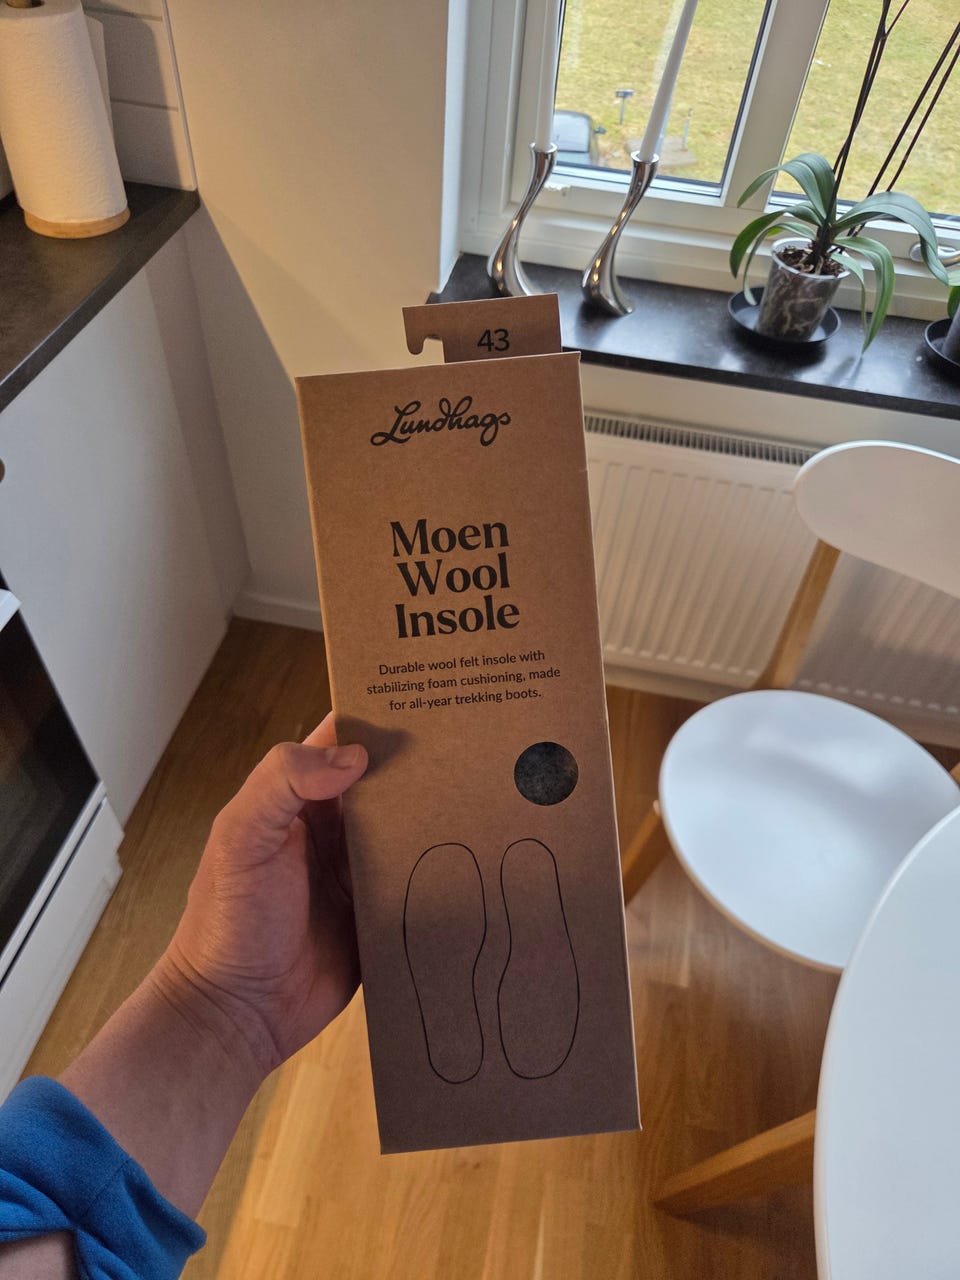 43
Lundhags
Moen
Wool
Insole
Durable wool felt insole with
stabilizing foam cushioning, made
for all-year trekking boots.